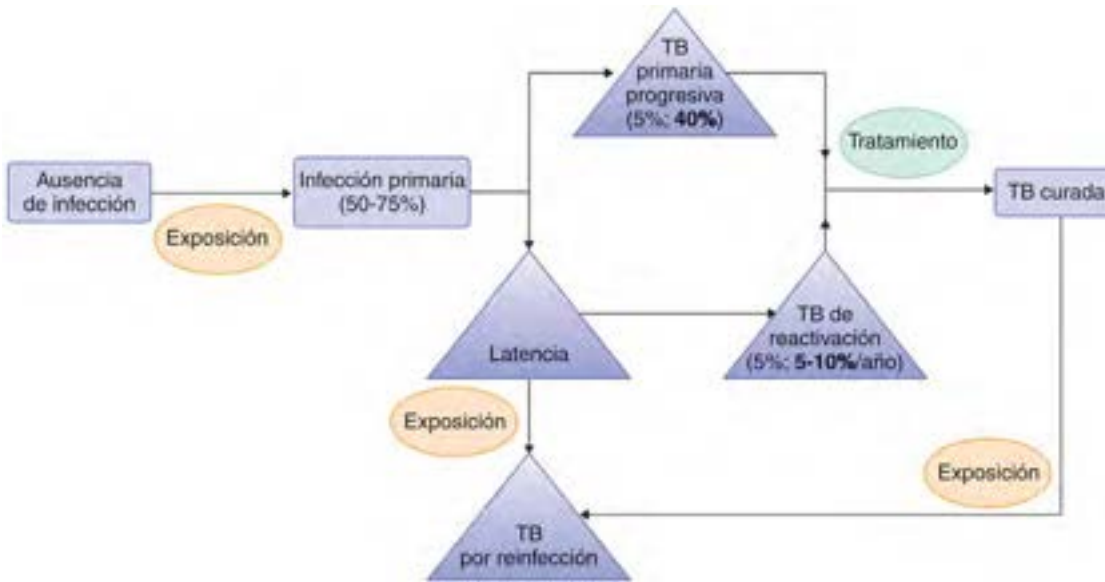 TB
primaria
progresiva
(5%; 40%)
Tratamiento
Ausencia
de infección
Infección primaria
(50-75%)
TB curada
Exposición
TB de
reactivación
(5%; 5-10%/año)
Latencia
Exposición
Exposición
TB
por reinfección